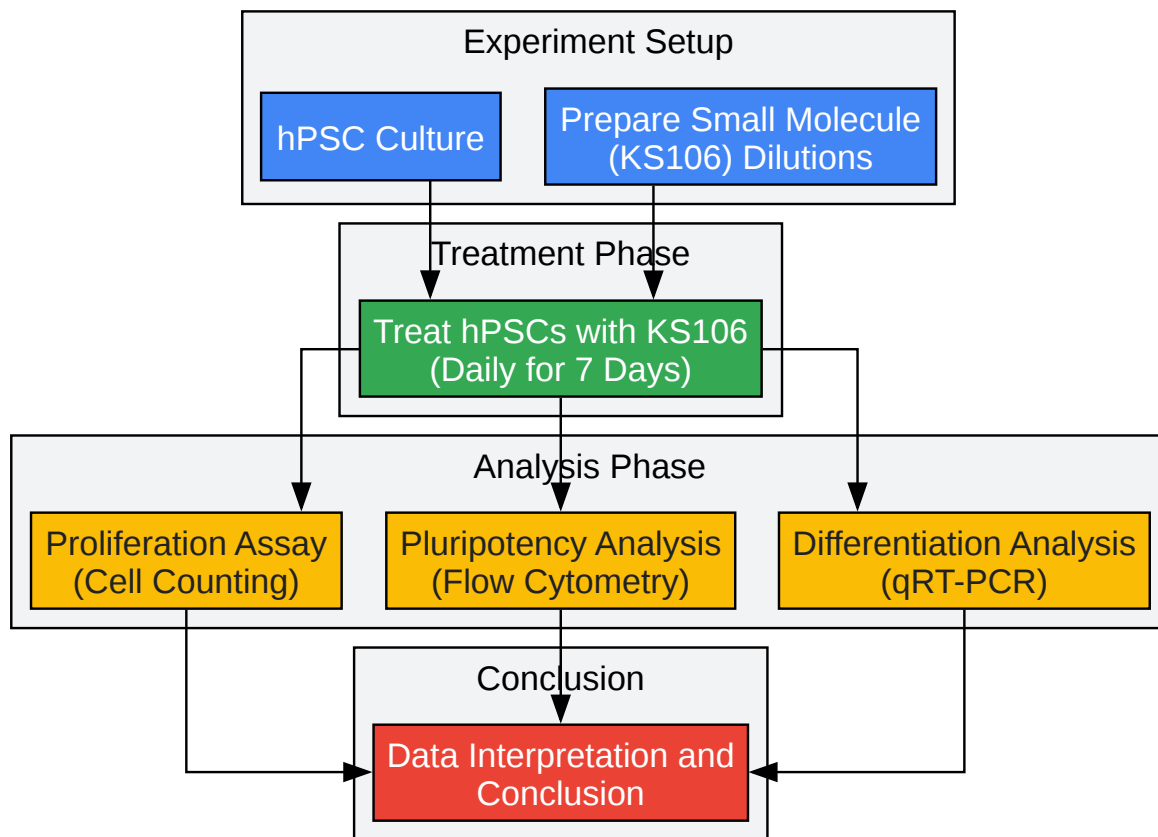 Experiment Setup
hPSC Culture
Prepare Small Molecule
(KS106) Dilutions
Treatment Phase
Treat hPSCs with KS106
(Daily for 7 Days)
Analysis Phase
Proliferation Assay
(Cell Counting)
Pluripotency Analysis
(Flow Cytometry)
Differentiation Analysis
(qRT-PCR)
Conclusion
Data Interpretation and
Conclusion